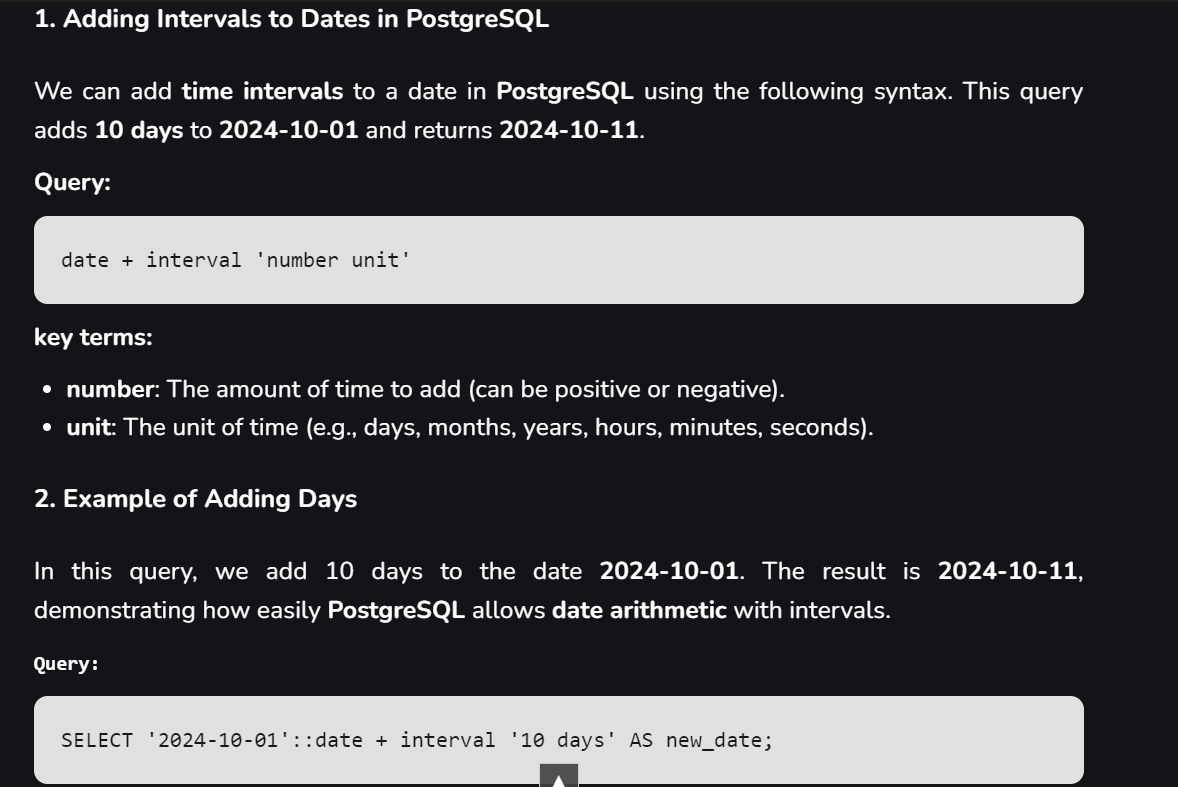 1. Adding Intervals to Dates in PostgreSQL
We can add time intervals to a date in PostgreSQL using the following syntax. This query
adds 10 days to 2024-10-01 and returns 2024-10-11.
Query:
date + interval 'number unit'
key terms:
• number: The amount of time to add (can be positive or negative).
• unit: The unit of time (e.g., days, months, years, hours, minutes, seconds).
2. Example of Adding Days
In this query, we add 10 days to the date 2024-10-01. The result is 2024-10-11,
demonstrating how easily PostgreSQL allows date arithmetic with intervals.
Query:
SELECT '2024-10-01'::date + interval '10 days' AS new_date;